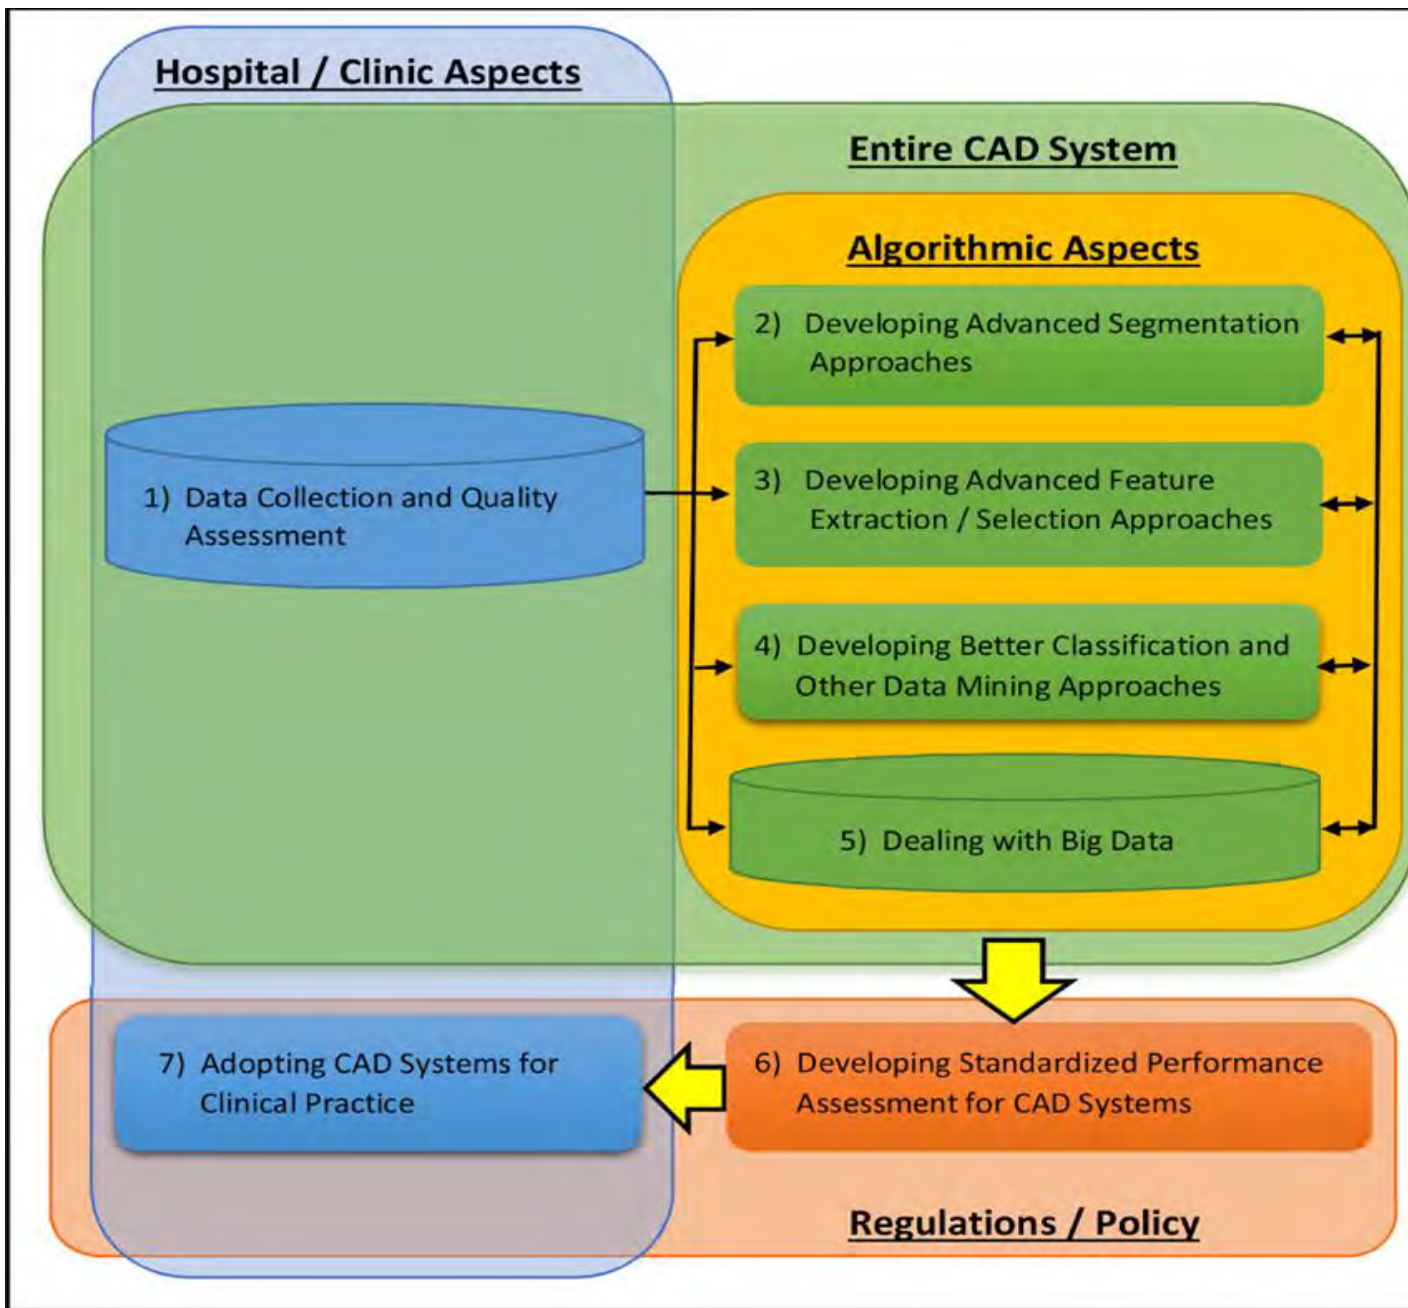 Hospital / Clinic Aspects
Entire CAD System
Algorithmic Aspects
2) Developing Advanced Segmentation
Approaches
1) Data Collection and Quality
Assessment
3) Developing Advanced Feature
Extraction / Selection Approaches
4) Developing Better Classification and
Other Data Mining Approaches
5) Dealing with Big Data
7) Adopting CAD Systems for
Clinical Practice
6) Developing Standardized Performance
Assessment for CAD Systems
Regulations / Policy